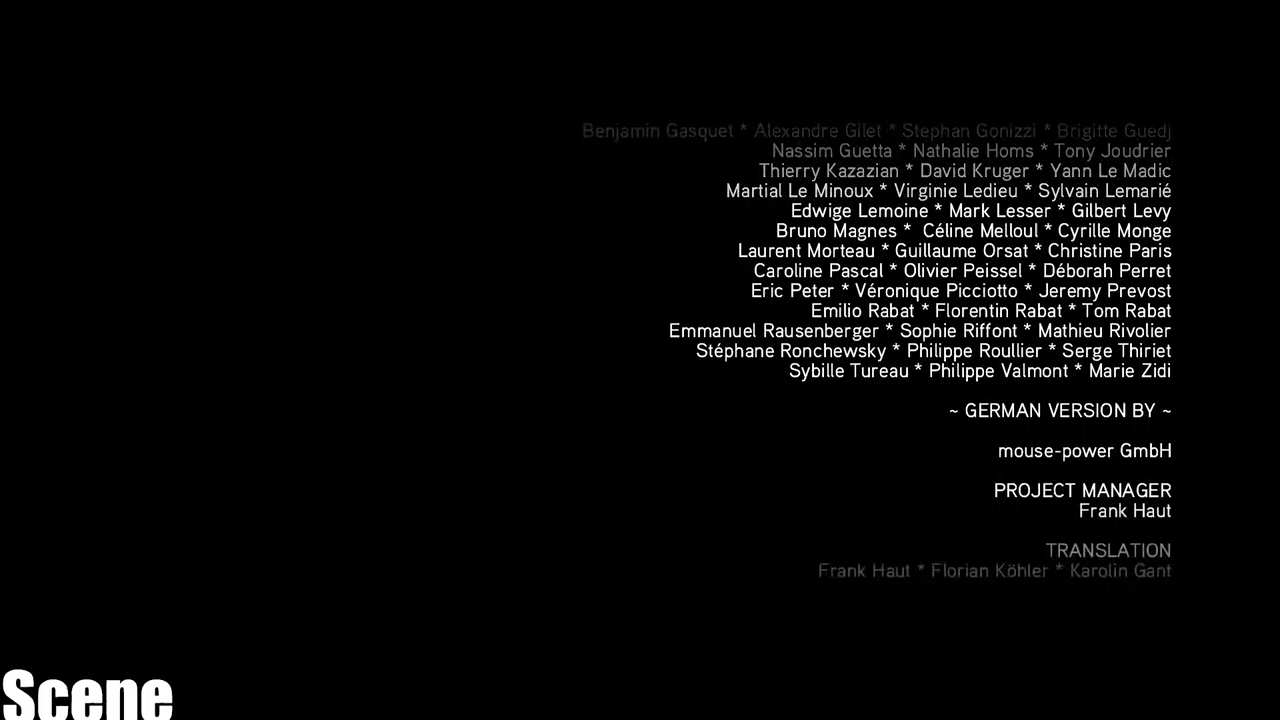 Benjamin Gasquet * Alexandre Gilet * Stephan Gonizzi * Brigitte Guedj
Nassim Guetta * Nathalie Homs * Tony Joudrier
Thierry Kazazian * David Kruger * Yann Le Madic
Martial Le Minoux * Virginie Ledieu * Sylvain Lemarié
Edwige Lemoine * Mark Lesser * Gilbert Levy
Bruno Magnes *  Céline Melloul * Cyrille Monge
Laurent Morteau * Guillaume Orsat * Christine Paris
Caroline Pascal * Olivier Peissel * Déborah Perret
Eric Peter * Véronique Picciotto * Jeremy Prevost
Emilio Rabat * Florentin Rabat * Tom Rabat
Emmanuel Rausenberger * Sophie Riffont * Mathieu Rivolier
Stéphane Ronchewsky * Philippe Roullier * Serge Thiriet
Sybille Tureau * Philippe Valmont * Marie Zidi
~ GERMAN VERSION BY ~
mouse-power GmbH
PROJECT MANAGER
Frank Haut
TRANSLATION
Frank Haut * Florian Köhler * Karolin Gant
Scene